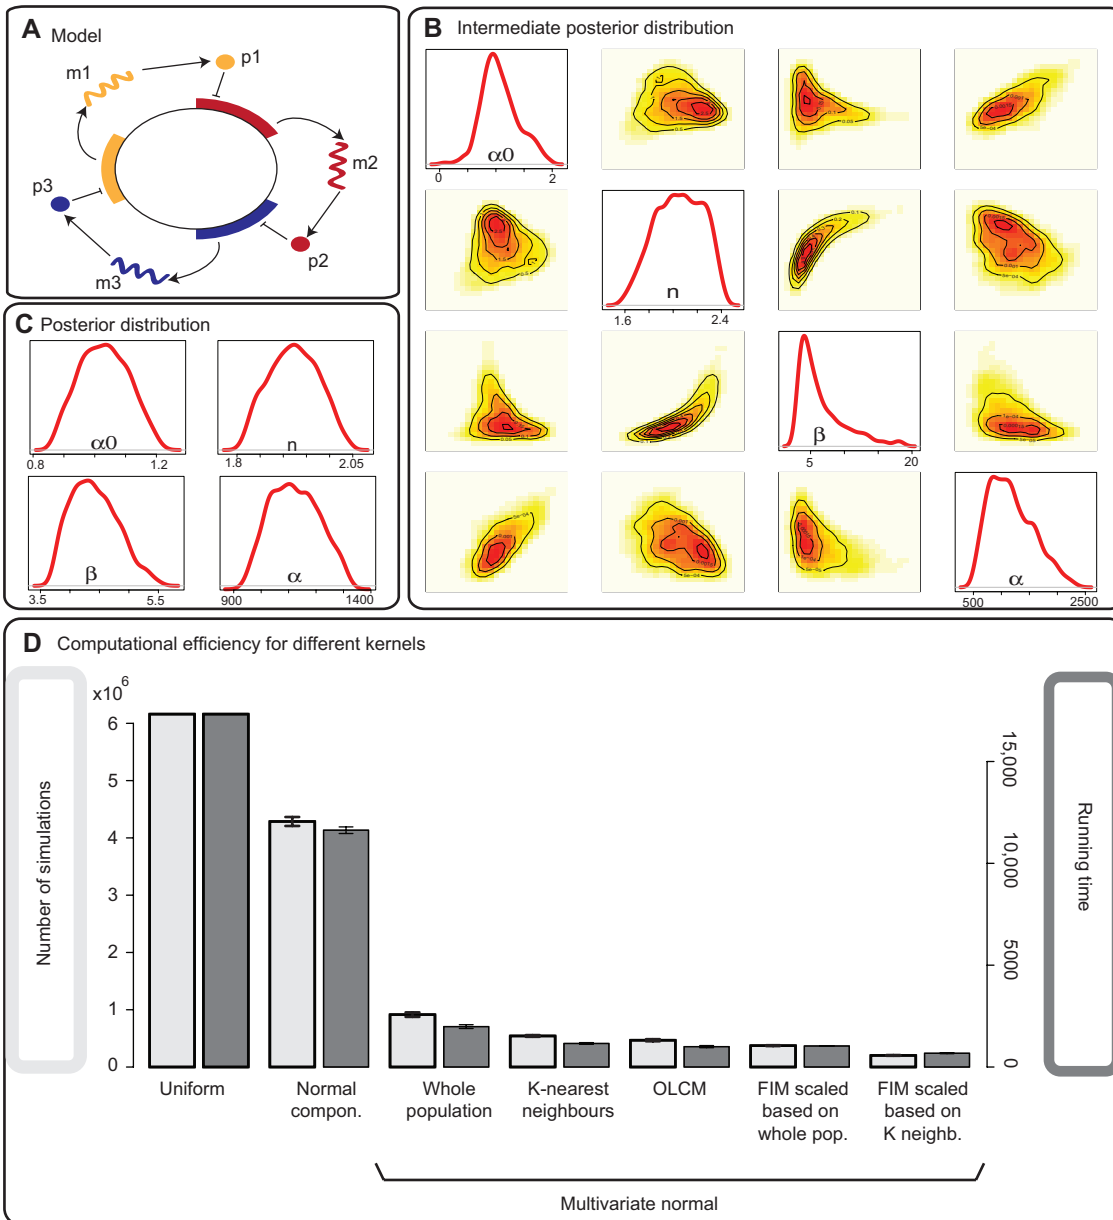 A Model
m1
p1
m2
p3
p2
m3
B Intermediate posterior distribution
α0
0 2
n
1.6 2.4
β
5 20
α
500 2500
C Posterior distribution
α0
0.8 1.2
n
1.8 2.05
β
3.5 5.5
α
900 1400
D Computational efficiency for different kernels
Number of simulations
x10^6
6
5
4
3
2
1
0
15,000
10,000
5000
0
Running time
Uniform
Normal
compon.
Whole
population
K-nearest
neighbours
OLCM
FIM scaled
based on
whole pop.
FIM scaled
based on
K neighb.
Multivariate normal